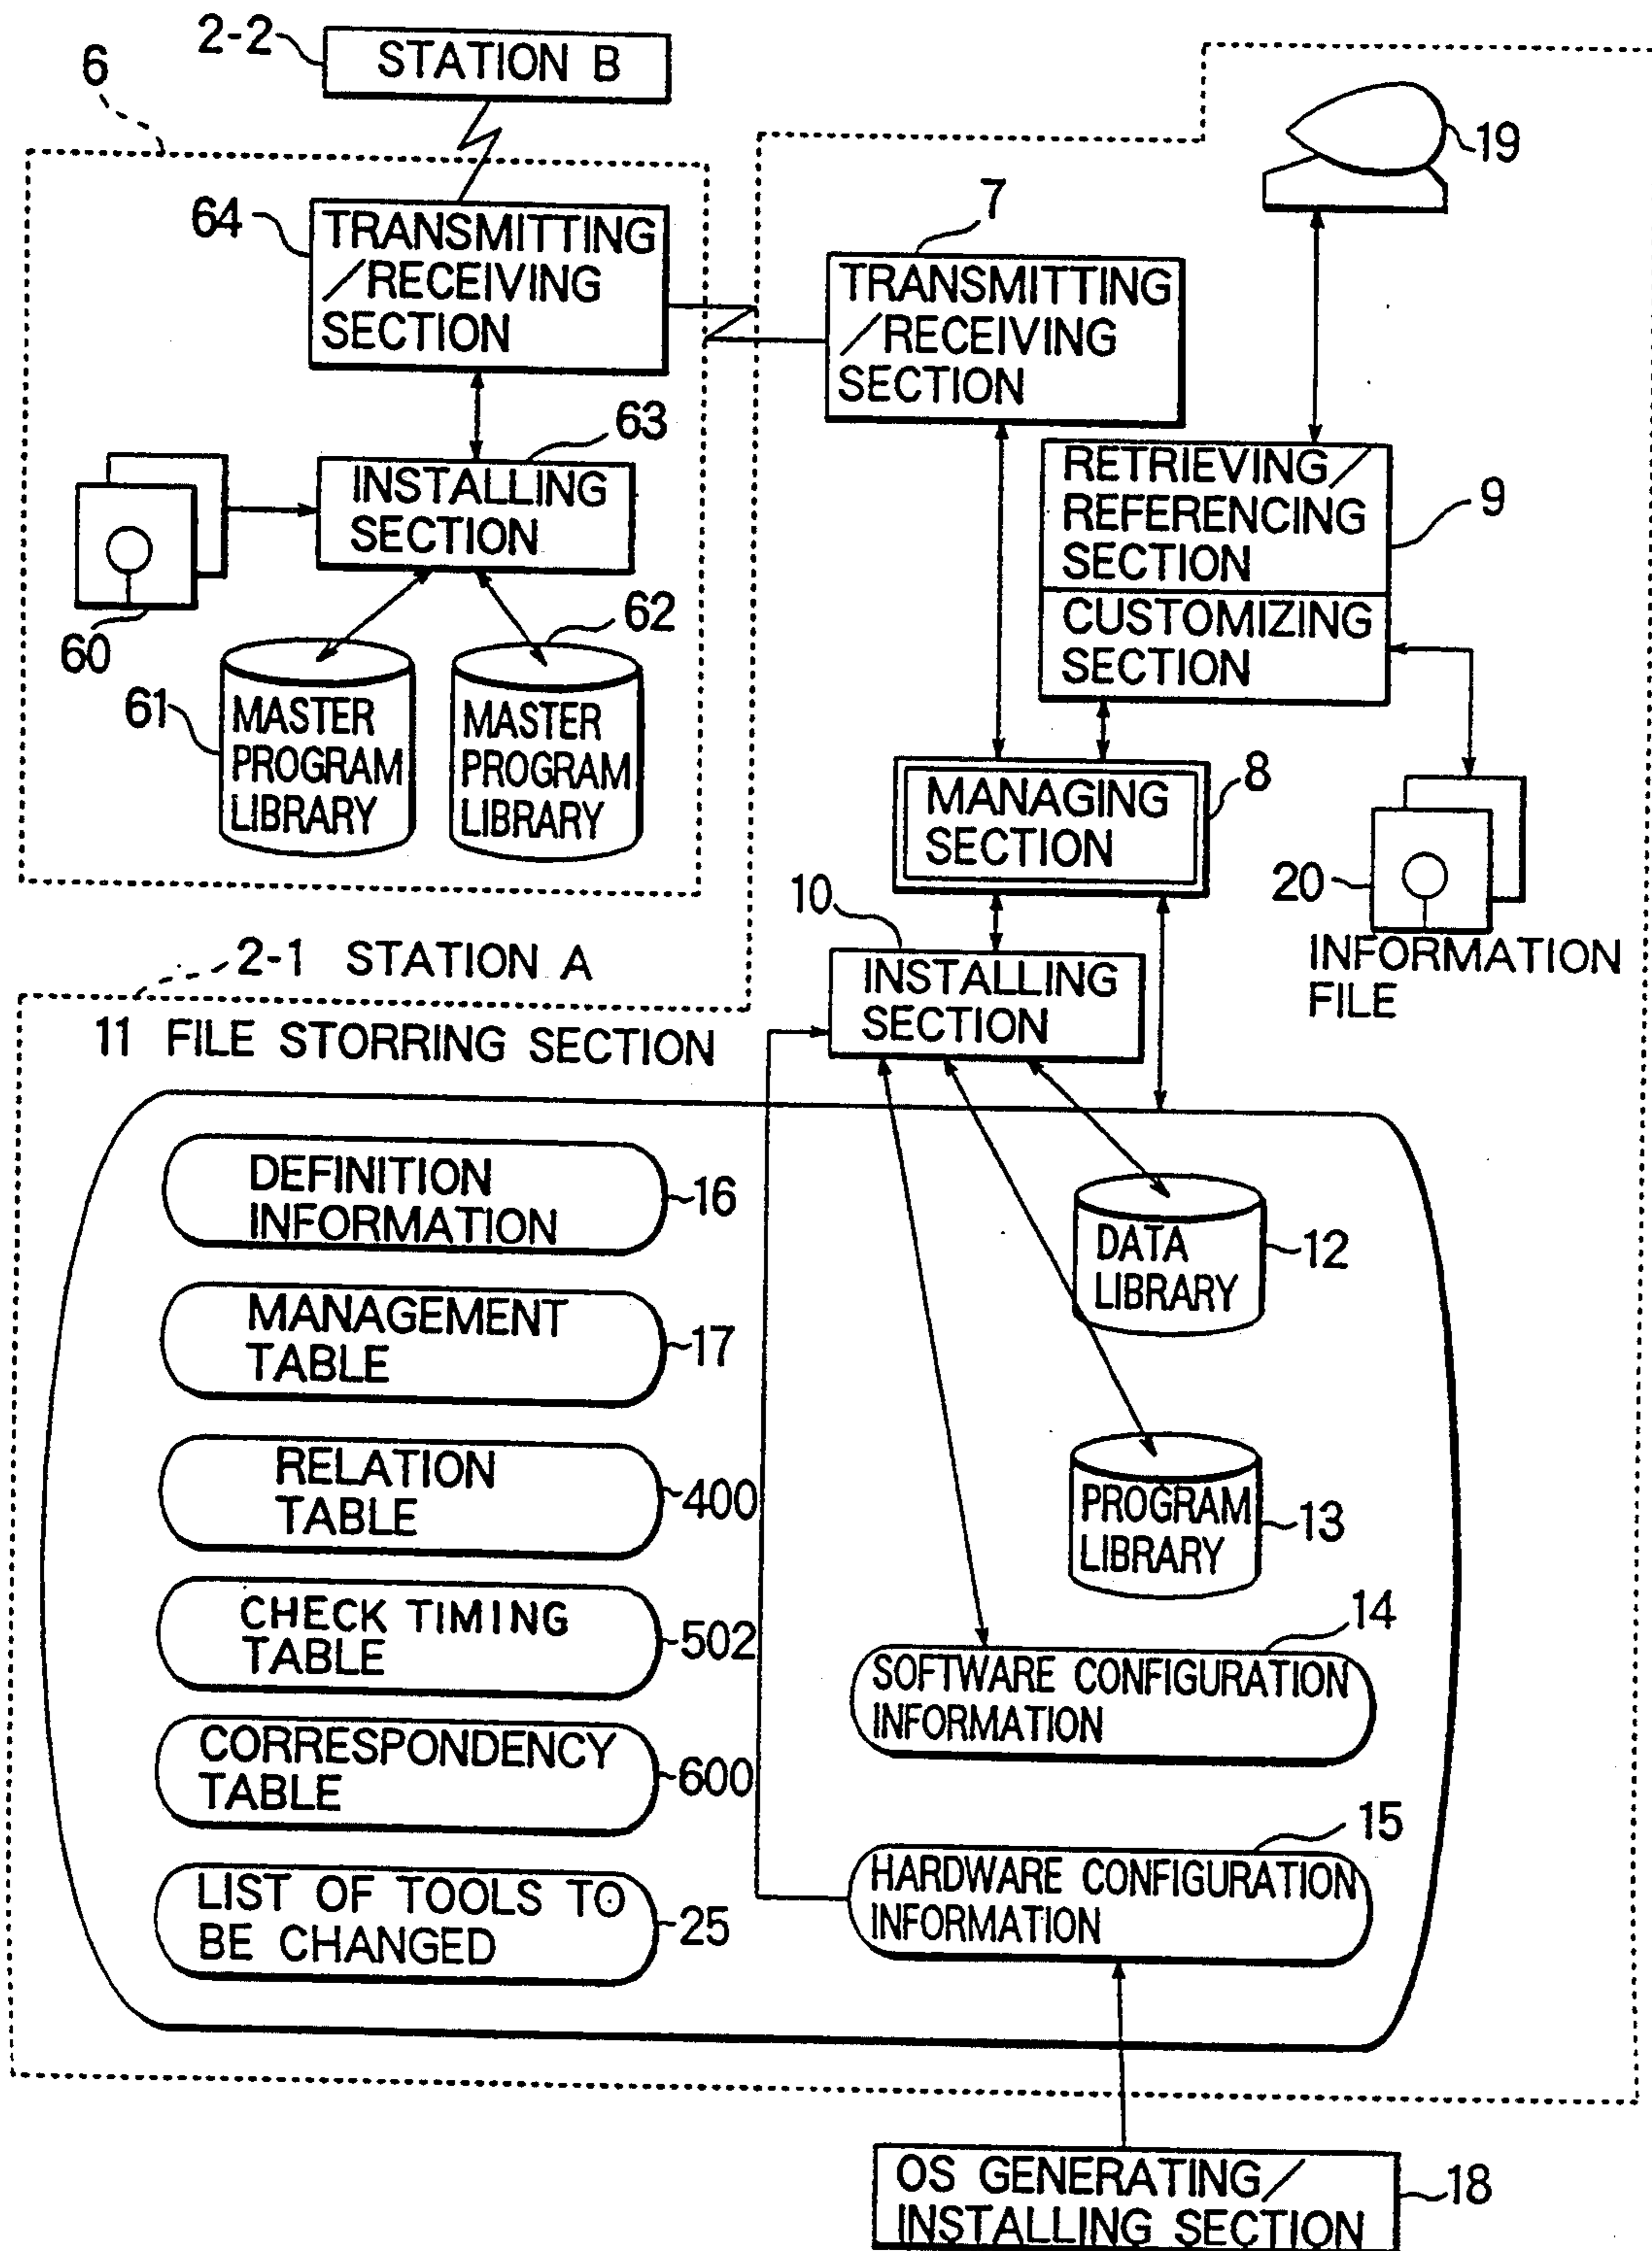 2-2
STATION B
6
19
64
TRANSMITTING
/RECEIVING
SECTION
7
TRANSMITTING
/RECEIVING
SECTION
63
INSTALLING
SECTION
60
RETRIEVING/
REFERENCING
SECTION
9
CUSTOMIZING
SECTION
61
MASTER
PROGRAM
LIBRARY
62
MASTER
PROGRAM
LIBRARY
MANAGING
SECTION
8
20
INFORMATION
FILE
10
INSTALLING
SECTION
2-1 STATION A
11 FILE STORRING SECTION
DEFINITION
INFORMATION
16
MANAGEMENT
TABLE
17
RELATION
TABLE
400
CHECK TIMING
TABLE
502
CORRESPONDENCY
TABLE
600
LIST OF TOOLS TO
BE CHANGED
25
DATA
LIBRARY
12
PROGRAM
LIBRARY
13
14
SOFTWARE CONFIGURATION
INFORMATION
15
HARDWARE CONFIGURATION
INFORMATION
OS GENERATING/
INSTALLING SECTION
18